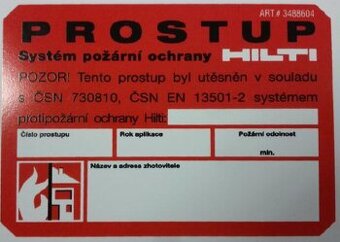 ART.# 3488604
PROSTUP
Systém požární ochrany HILTI
POZOR! Tento prostup byl utěsněn v souladu
s ČSN 730810, ČSN EN 13501-2 systémem
protipožární ochrany Hilti:
Číslo prostupu Rok aplikace Požární odolnost
min.
Název a adresa zhotovitele